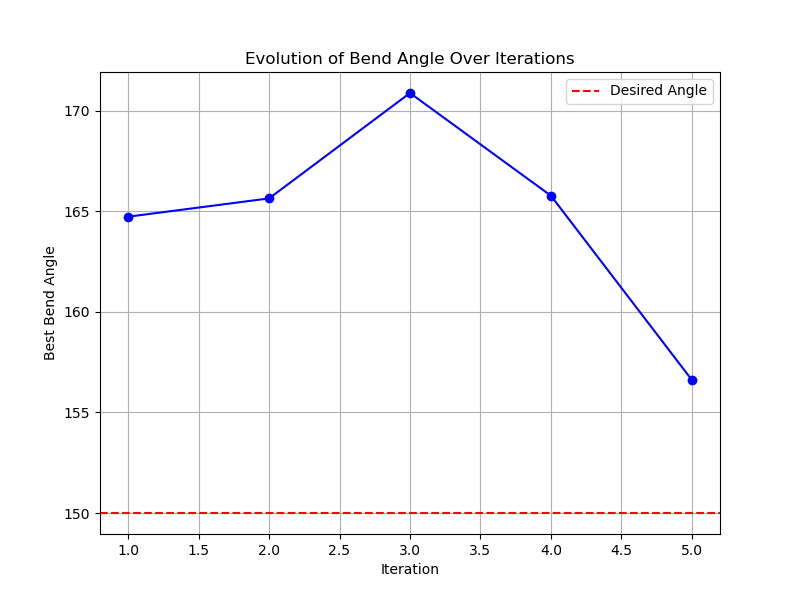 Evolution of Bend Angle Over Iterations
Desired Angle
170
165
160
155
150
Best Bend Angle
1.0 1.5 2.0 2.5 3.0 3.5 4.0 4.5 5.0
Iteration